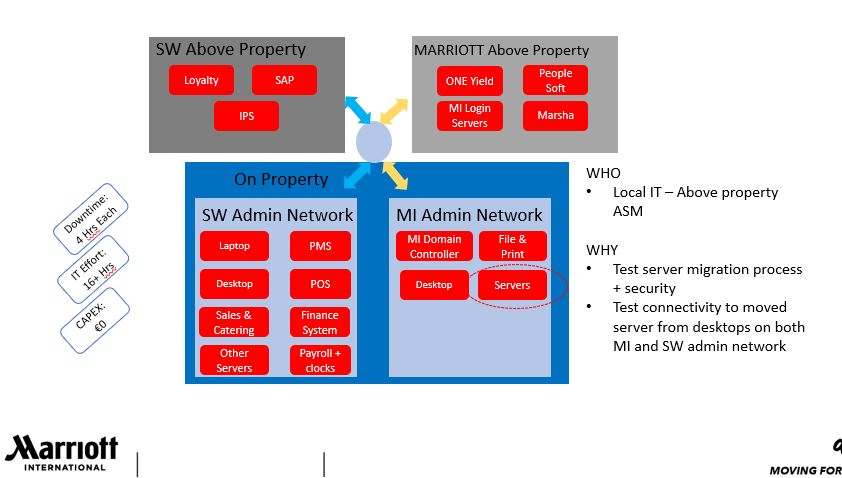 SW Above Property
Loyalty
SAP
IPS
MARRIOTT Above Property
ONE Yield
People
Soft
MI Login
Servers
Marsha
On Property
SW Admin Network
Laptop
PMS
Desktop
POS
Sales &
Catering
Finance
System
Other
Servers
Payroll +
clocks
MI Admin Network
MI Domain
Controller
File &
Print
Desktop
Servers
Downtime:
4 Hrs Each
IT Effort:
16+ Hrs
CAPEX:
€0
WHO
• Local IT – Above property
ASM
WHY
• Test server migration process
+ security
• Test connectivity to moved
server from desktops on both
MI and SW admin network
Marriott
INTERNATIONAL
MOVING FOR